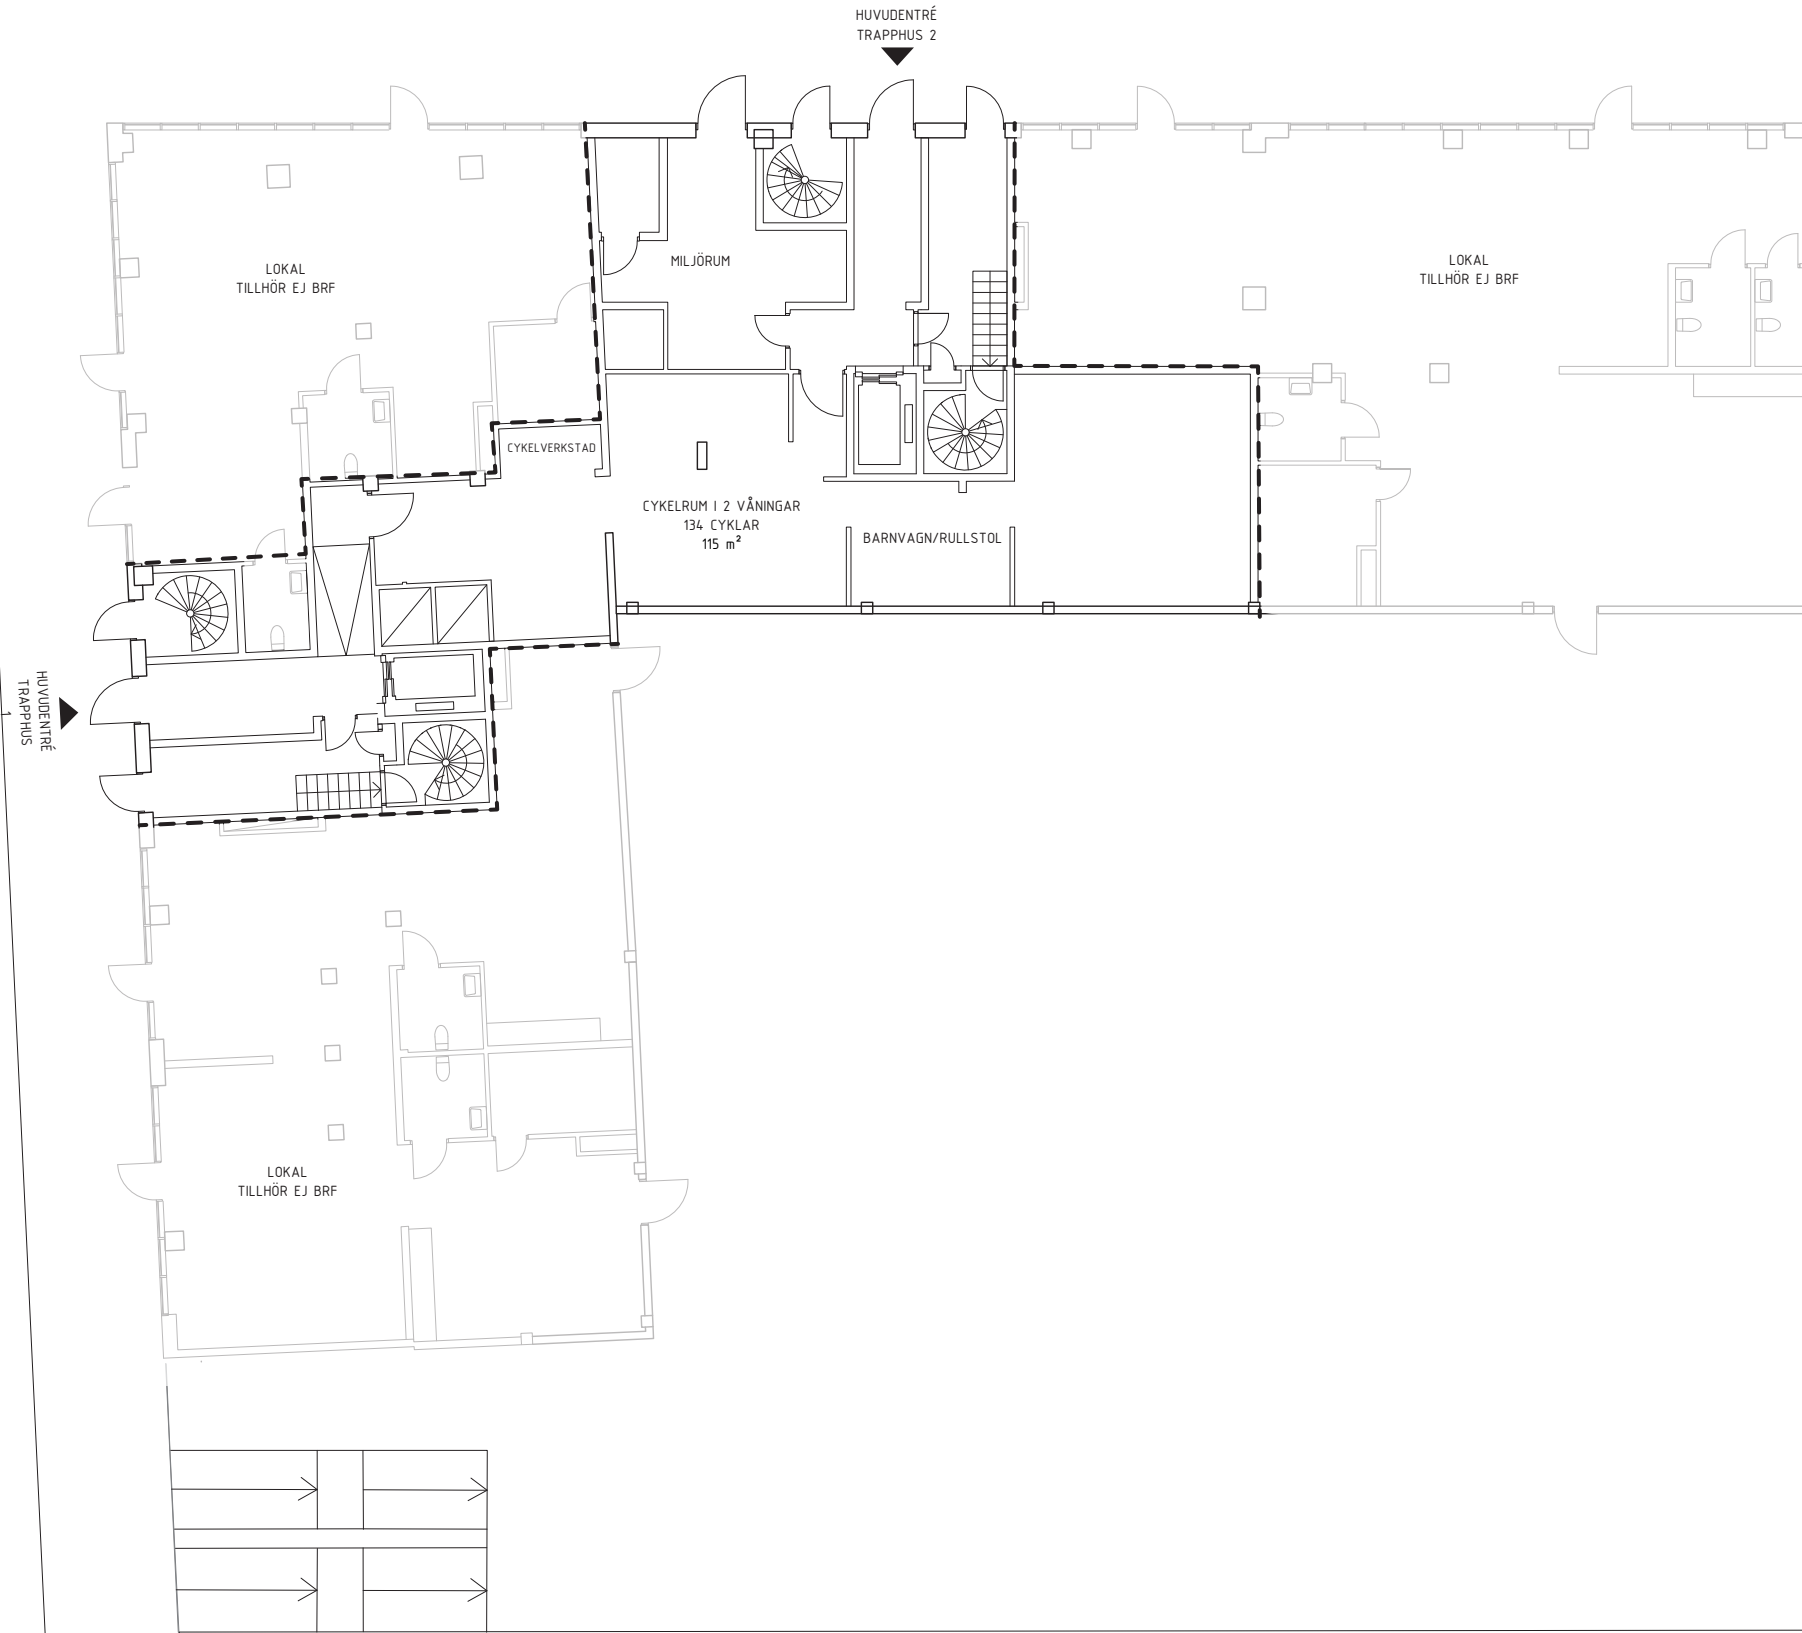 HUVUDENTRÉ
TRAPPHUS 2
LOKAL
TILLHÖR EJ BRF
MILJÖRUM
LOKAL
TILLHÖR EJ BRF
CYKELVERKSTAD
CYKELRUM I 2 VÅNINGAR
134 CYKLAR
115 m²
BARNVAGN/RULLSTOL
HUVUDENTRÉ
TRAPPHUS
1
LOKAL
TILLHÖR EJ BRF